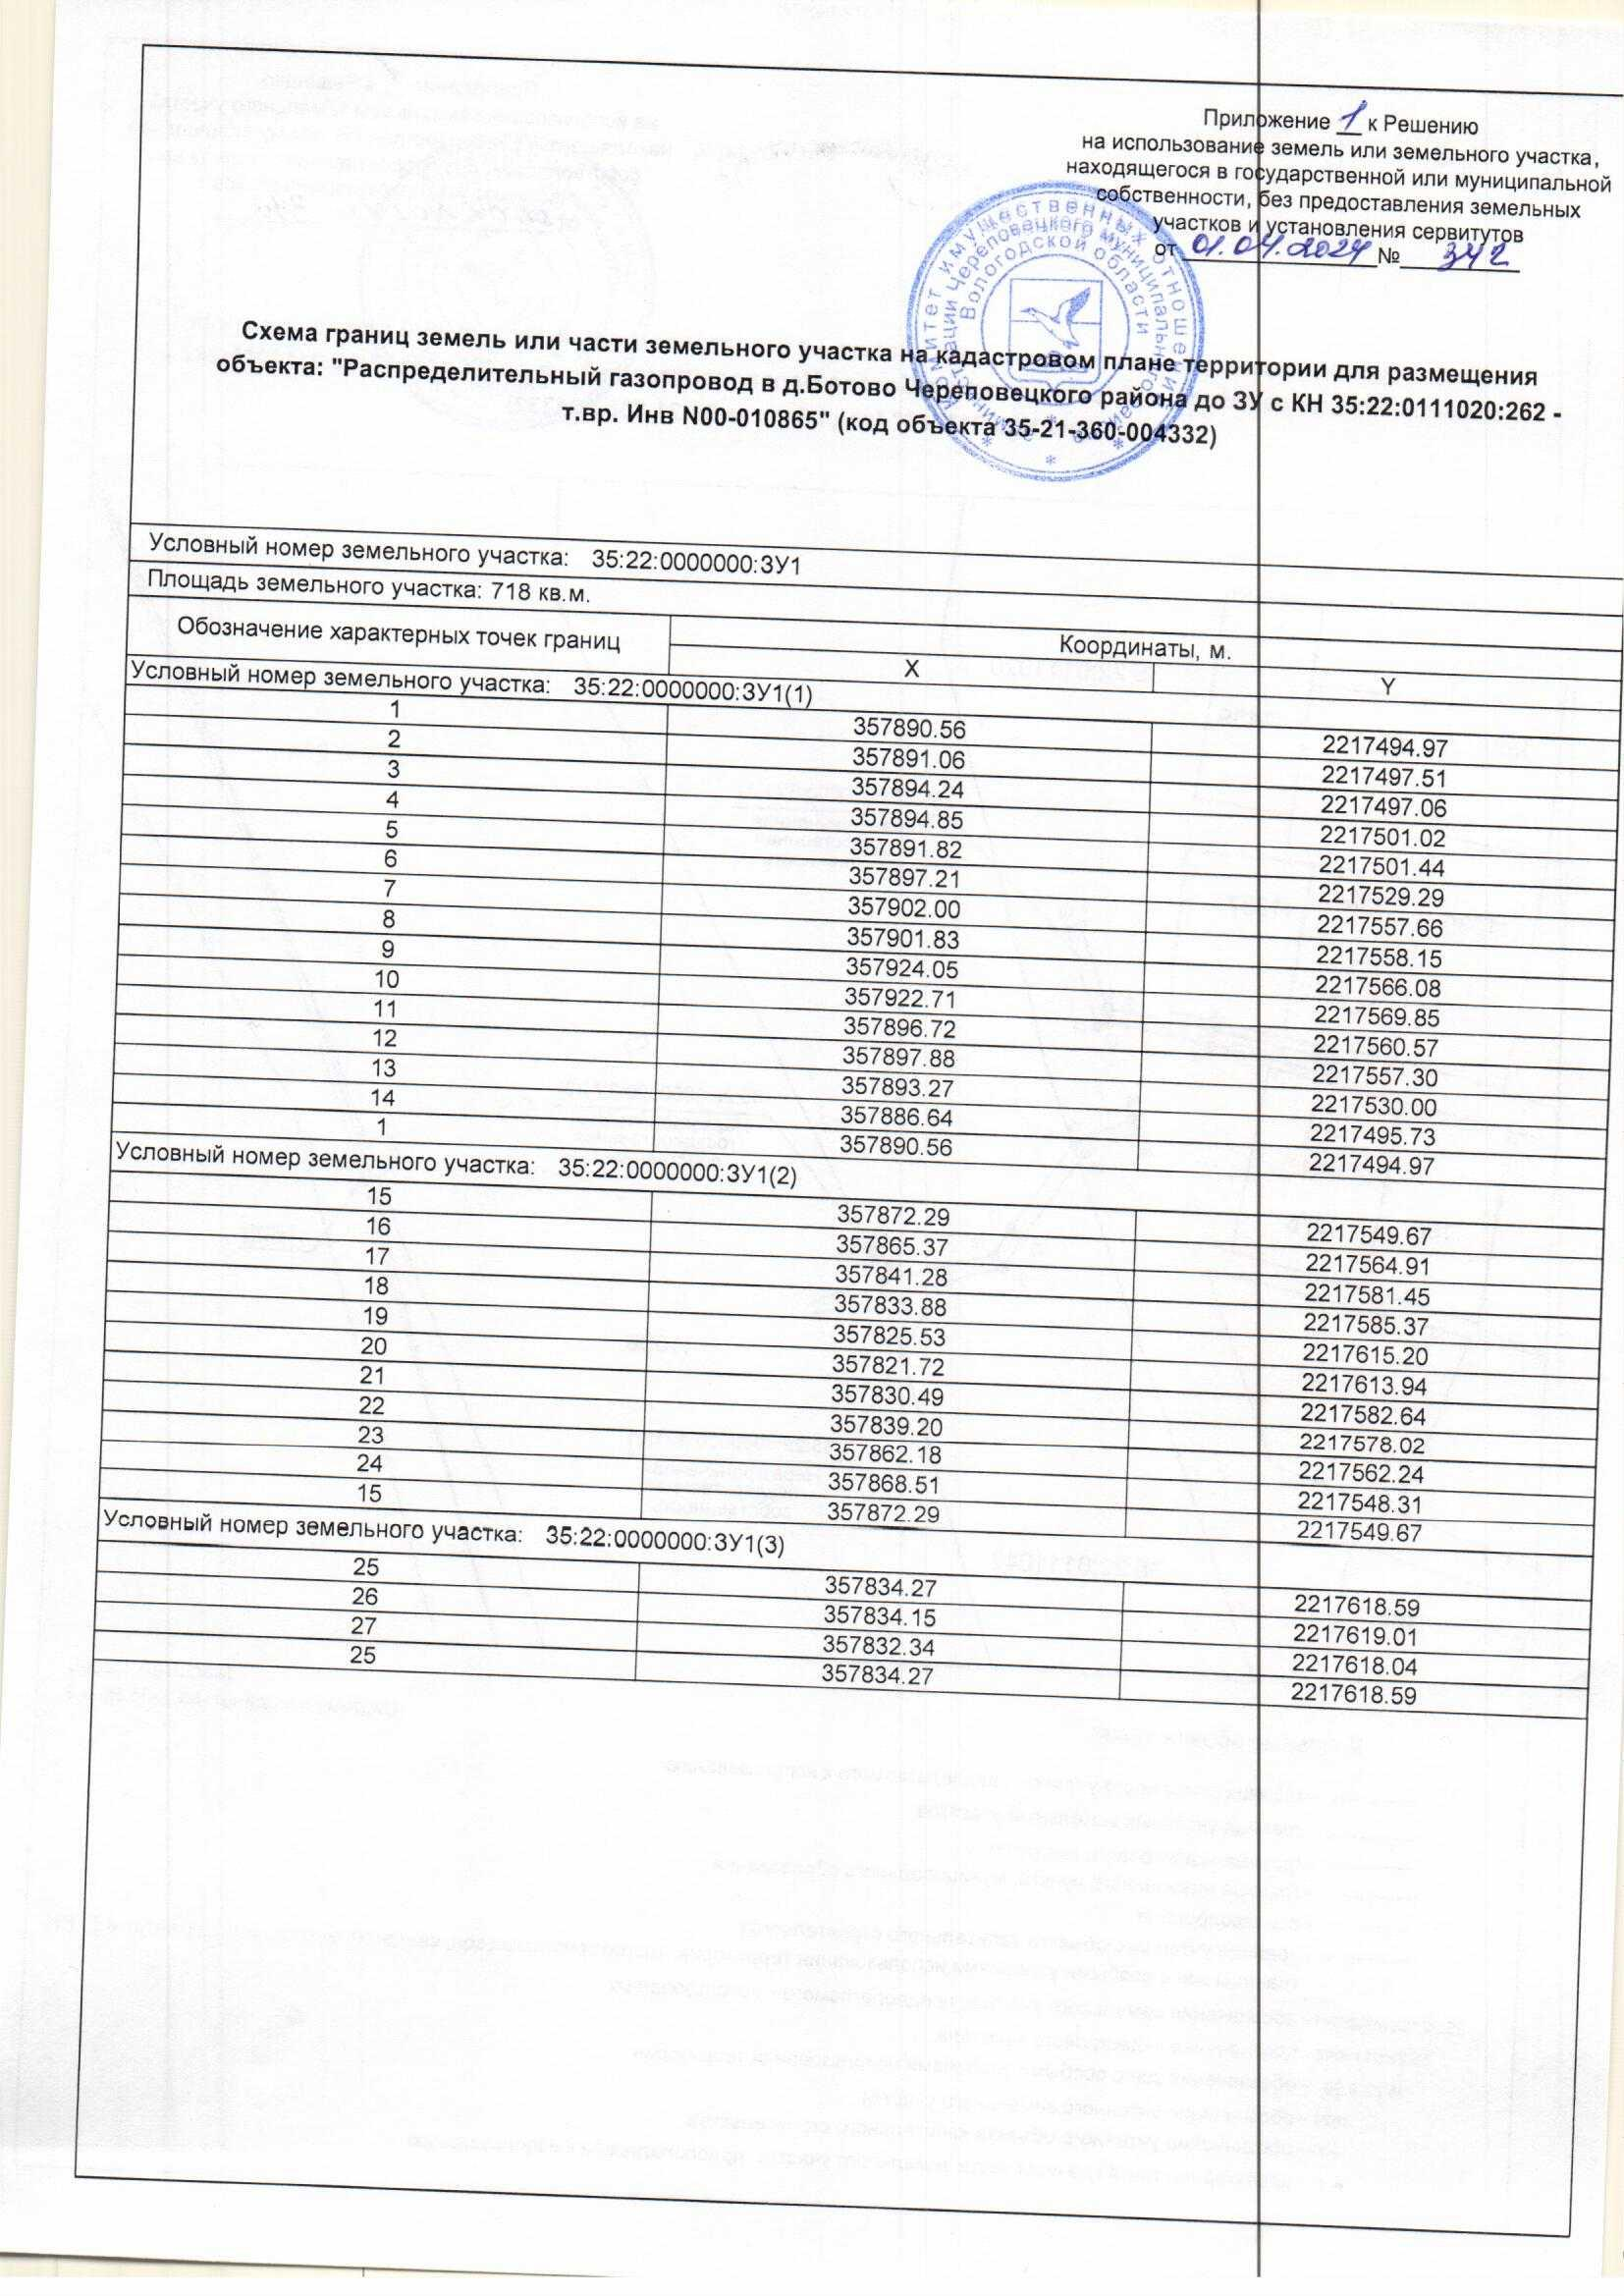 Приложение 1 к Решению
на использование земель или земельного участка,
находящегося в государственной или муниципальной
собственности, без предоставления земельных
участков и установления сервитутов
от 01.04.2024 № 342
Комитет имущественных отношений
администрации Череповецкого муниципального района
Вологодской области
Схема границ земель или части земельного участка на кадастровом плане территории для размещения
объекта: "Распределительный газопровод в д.Ботово Череповецкого района до ЗУ с КН 35:22:0111020:262 -
т.вр. Инв N00-010865" (код объекта 35-21-360-004332)
Условный номер земельного участка: 35:22:0000000:ЗУ1
Площадь земельного участка: 718 кв.м.
Обозначение характерных точек границ Координаты, м.
X Y
Условный номер земельного участка: 35:22:0000000:ЗУ1(1)
1 357890.56 2217494.97
2 357891.06 2217497.51
3 357894.24 2217497.06
4 357894.85 2217501.02
5 357891.82 2217501.44
6 357897.21 2217529.29
7 357902.00 2217557.66
8 357901.83 2217558.15
9 357924.05 2217566.08
10 357922.71 2217569.85
11 357896.72 2217560.57
12 357897.88 2217557.30
13 357893.27 2217530.00
14 357886.64 2217495.73
1 357890.56 2217494.97
Условный номер земельного участка: 35:22:0000000:ЗУ1(2)
15 357872.29 2217549.67
16 357865.37 2217564.91
17 357841.28 2217581.45
18 357833.88 2217585.37
19 357825.53 2217615.20
20 357821.72 2217613.94
21 357830.49 2217582.64
22 357839.20 2217578.02
23 357862.18 2217562.24
24 357868.51 2217548.31
15 357872.29 2217549.67
Условный номер земельного участка: 35:22:0000000:ЗУ1(3)
25 357834.27 2217618.59
26 357834.15 2217619.01
27 357832.34 2217618.04
25 357834.27 2217618.59